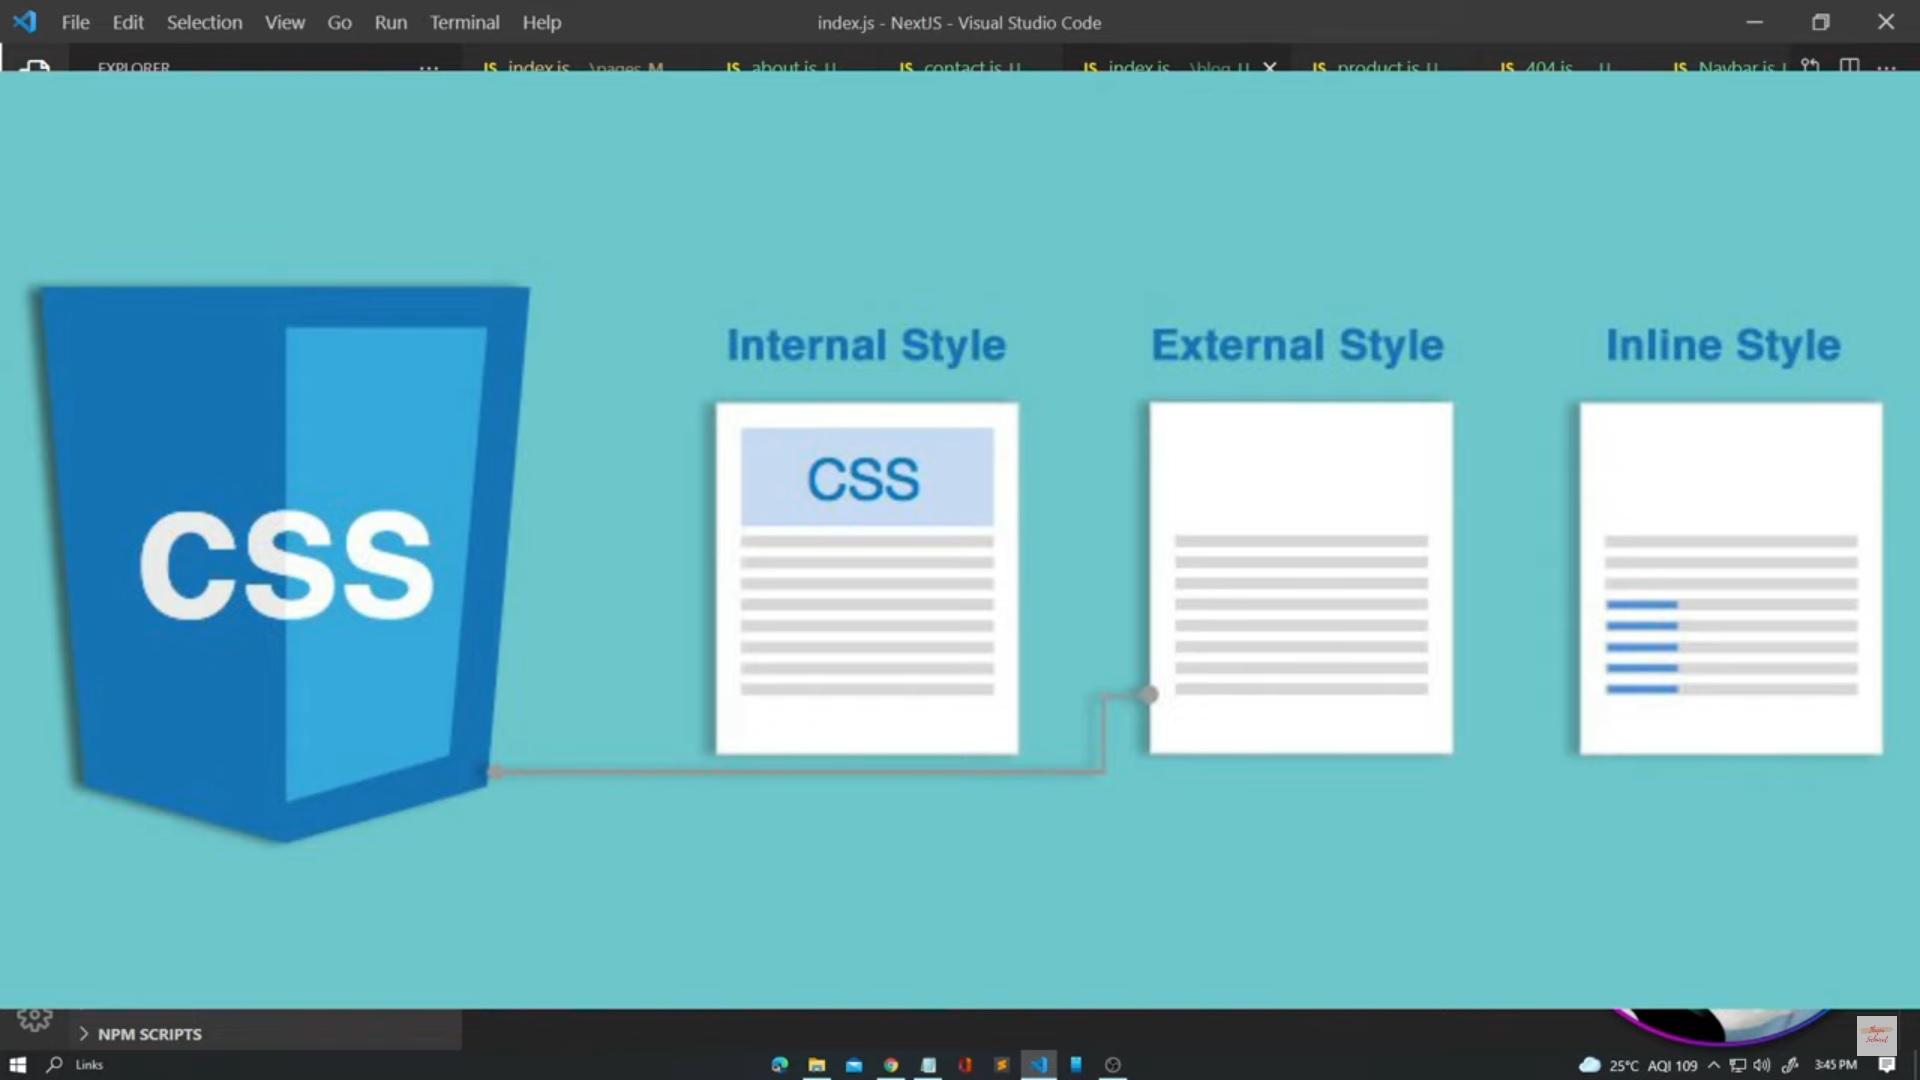 File Edit Selection View Go Run Terminal Help
index.js - NextJS - Visual Studio Code
EXPLORER ...
JS index.js \pages M
JS about.js U
JS contact.js U
JS index.js \blog U
JS product.js U
JS 404.js U
JS Navbar.js
Internal Style
External Style
Inline Style
CSS
CSS
NPM SCRIPTS
Links
25°C AQI 109
3:45 PM